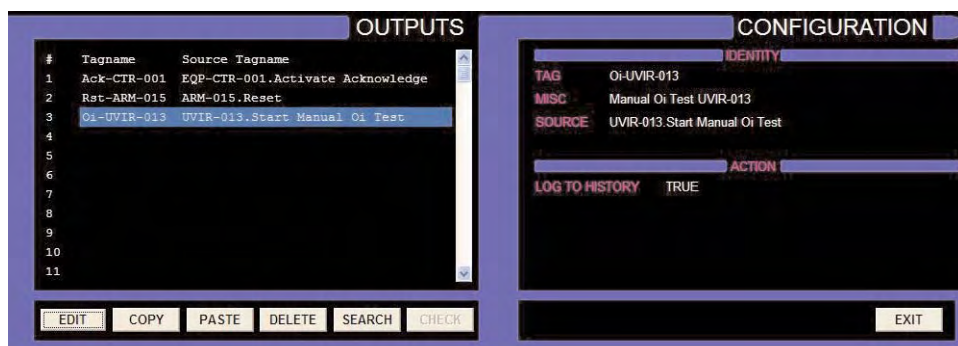 OUTPUTS
# Tagname Source Tagname
1 Ack-CTR-001 EQP-CTR-001.Activate Acknowledge
2 Rst-ARM-015 ARM-015.Reset
3 Oi-UVIR-013 UVIR-013.Start Manual Oi Test
4
5
6
7
8
9
10
11
EDIT COPY PASTE DELETE SEARCH CHECK
CONFIGURATION
IDENTITY
TAG Oi-UVIR-013
MISC Manual Oi Test UVIR-013
SOURCE UVIR-013.Start Manual Oi Test
ACTION
LOG TO HISTORY TRUE
EXIT